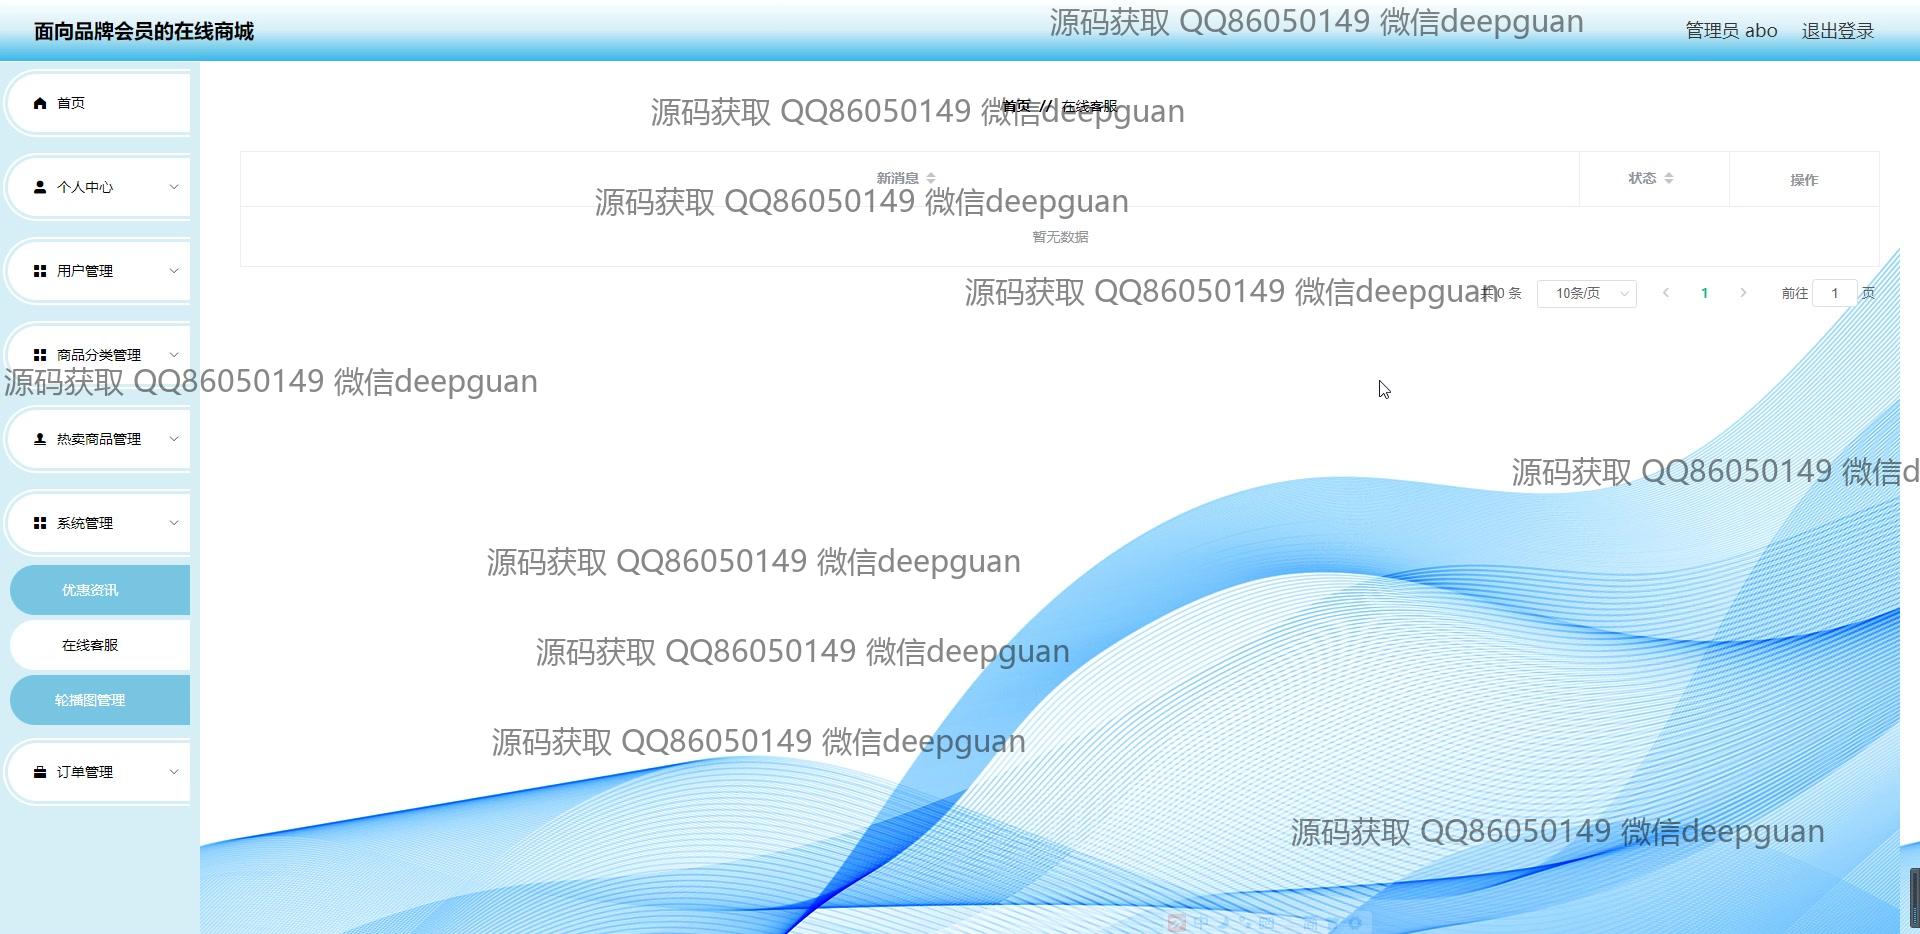 面向品牌会员的在线商城
源码获取 QQ86050149 微信deepguan
管理员 abo 退出登录
首页
源码获取 QQ86050149 微信deepguan
首页 // 在线客服
个人中心
新消息 状态 操作
源码获取 QQ86050149 微信deepguan
暂无数据
用户管理
源码获取 QQ86050149 微信deepguan
共 0 条 10条/页 1 前往 1 页
商品分类管理
源码获取 QQ86050149 微信deepguan
热卖商品管理
源码获取 QQ86050149 微信d
系统管理
源码获取 QQ86050149 微信deepguan
优惠资讯
在线客服
源码获取 QQ86050149 微信deepguan
轮播图管理
源码获取 QQ86050149 微信deepguan
订单管理
源码获取 QQ86050149 微信deepguan
中